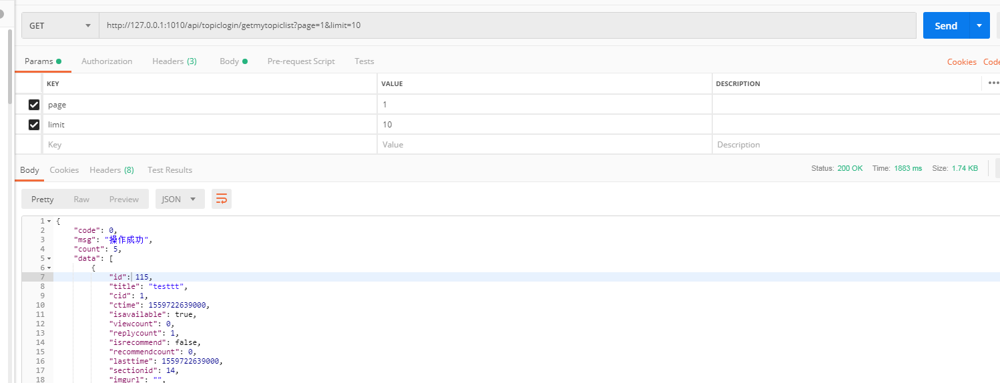 GET http://127.0.0.1:1010/api/topiclogin/getmytopiclist?page=1&limit=10 Send
Params Authorization Headers (3) Body Pre-request Script Tests Cookies Code
KEY VALUE DESCRIPTION
page 1
limit 10
Key Value Description
Body Cookies Headers (8) Test Results Status: 200 OK Time: 1883 ms Size: 1.74 KB
Pretty Raw Preview JSON
1 {
2 "code": 0,
3 "msg": "操作成功",
4 "count": 5,
5 "data": [
6 {
7 "id": 115,
8 "title": "testtt",
9 "cid": 1,
10 "ctime": 1559722639000,
11 "isavailable": true,
12 "viewcount": 0,
13 "replycount": 1,
14 "isrecommend": false,
15 "recommendcount": 0,
16 "lasttime": 1559722639000,
17 "sectionid": 14,
18 "imgurl": "",